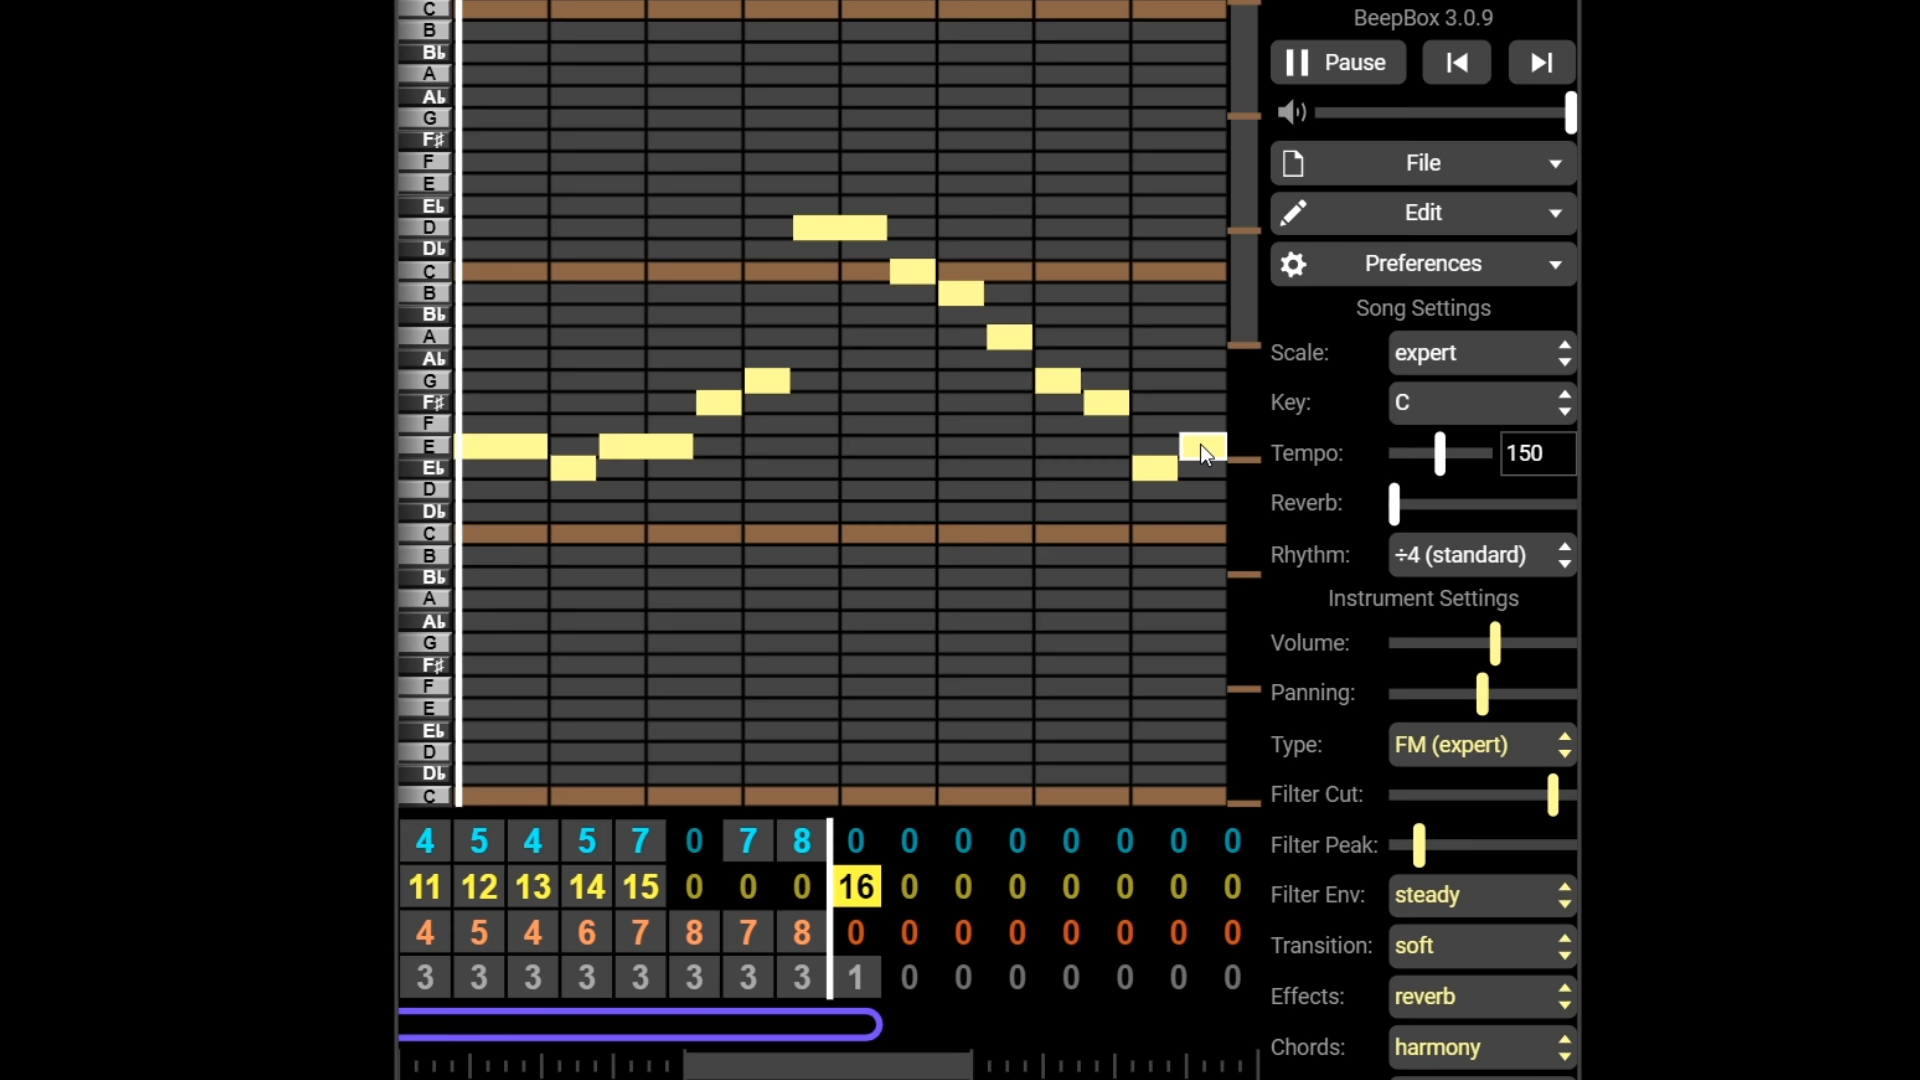 BeepBox 3.0.9
Pause
File
Edit
Preferences
Song Settings
Scale: expert
Key: C
Tempo: 150
Reverb:
Rhythm: ÷4 (standard)
Instrument Settings
Volume:
Panning:
Type: FM (expert)
Filter Cut:
Filter Peak:
Filter Env: steady
Transition: soft
Effects: reverb
Chords: harmony
C
B
B♭
A
A♭
G
F♯
F
E
E♭
D
D♭
C
B
B♭
A
A♭
G
F♯
F
E
E♭
D
D♭
C
B
B♭
A
A♭
G
F♯
F
E
E♭
D
D♭
C
4 5 4 5 7 0 7 8 0 0 0 0 0 0 0 0
11 12 13 14 15 0 0 0 16 0 0 0 0 0 0 0
4 5 4 6 7 8 7 8 0 0 0 0 0 0 0 0
3 3 3 3 3 3 3 3 1 0 0 0 0 0 0 0